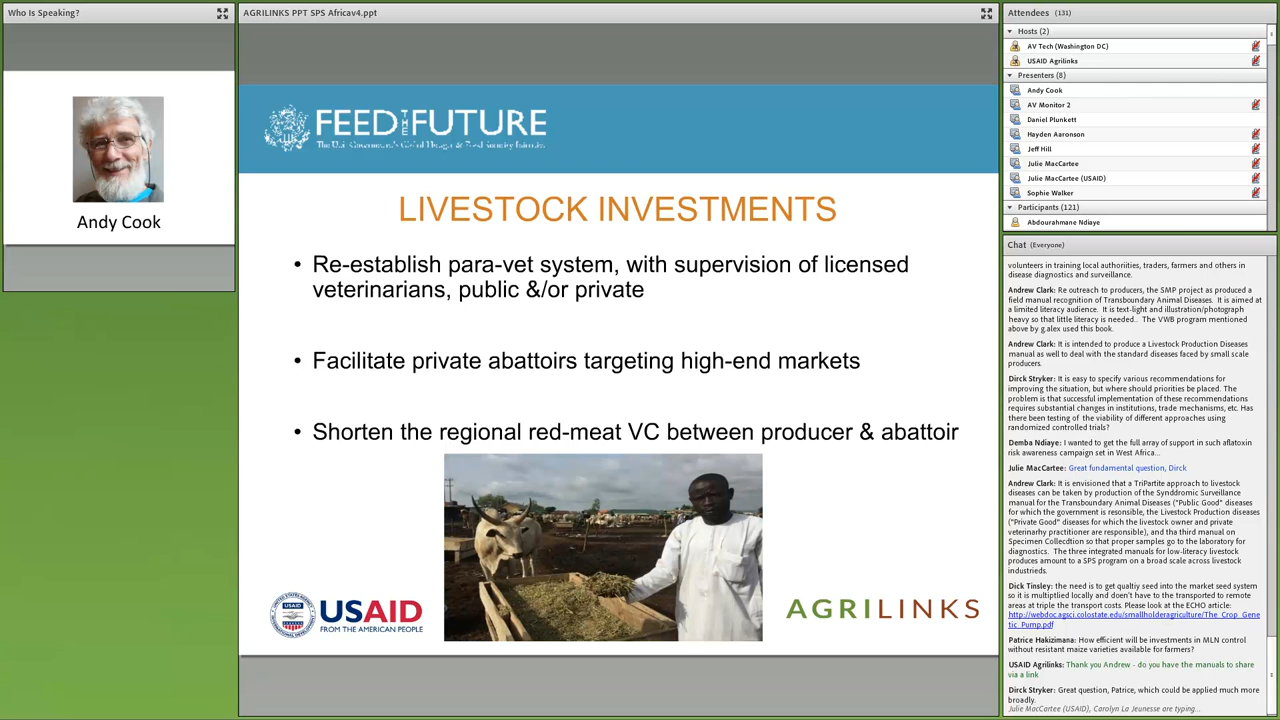 Who Is Speaking?
Andy Cook
AGRILINKS PPT SPS Africav4.ppt
FEED THE FUTURE
The U.S. Government's Global Hunger & Food Security Initiative
LIVESTOCK INVESTMENTS
• Re-establish para-vet system, with supervision of licensed
veterinarians, public &/or private
• Facilitate private abattoirs targeting high-end markets
• Shorten the regional red-meat VC between producer & abattoir
USAID
FROM THE AMERICAN PEOPLE
AGRILINKS
Attendees (131)
Hosts (2)
AV Tech (Washington DC)
USAID Agrilinks
Presenters (8)
Andy Cook
AV Monitor 2
Daniel Plunkett
Hayden Aaronson
Jeff Hill
Julie MacCartee
Julie MacCartee (USAID)
Sophie Walker
Participants (121)
Abdourahmane Ndiaye
Chat (Everyone)
volunteers in training local authoriities, traders, farmers and others in
disease diagnostics and surveillance.
Andrew Clark: Re outreach to producers, the SMP project as produced a
field manual recognition of Transboundary Animal Diseases. It is aimed at
a limited literacy audience. It is text-light and illustration/photograph
heavy so that little literacy is needed.. The VWB program mentioned
above by g.alex used this book.
Andrew Clark: It is intended to produce a Livestock Production Diseases
manual as well to deal with the standard diseases faced by small scale
producers.
Dirck Stryker: It is easy to specify various recommendations for
improving the situation, but where should priorities be placed. The
problem is that successful implementation of these recommendations
requires substantial changes in institutions, trade mechanisms, etc. Has
there been testing of the viability of different approaches using
randomized controlled trials?
Demba Ndiaye: I wanted to get the full array of support in such aflatoxin
risk awareness campaign set in West Africa...
Julie MacCartee: Great fundamental question, Dirck
Andrew Clark: It is envisioned that a TriPartite approach to livestock
diseases can be taken by production of the Synddromic Surveillance
manual for the Transboundary Animal Diseases ("Public Good" diseases
for which the government is resonsible, the Livestock Production diseases
("Private Good" diseases for which the livestock owner and private
veterinarhy practitioner are responsible), and tha third manual on
Specimen Collecdtion so that proper samples go to the laboratory for
diagnostics. The three integrated manuals for low-literacy livestock
produces amount to a SPS program on a broad scale across livestock
industrieds.
Dick Tinsley: the need is to get qualtiy seed into the market seed system
so it is multiptlied locally and doen't have to the transported to remote
areas at triple the transport costs. Please look at the ECHO article:
http://webdoc.agsci.colostate.edu/smallholderagriculture/The_Crop_Gene
tic_Pump.pdf
Patrice Hakizimana: How efficient will be investments in MLN control
without resistant maize varieties available for farmers?
USAID Agrilinks: Thank you Andrew - do you have the manuals to share
via a link
Dirck Stryker: Great question, Patrice, which could be applied much more
broadly.
Julie MacCartee (USAID), Carolyn La Jeunesse are typing...